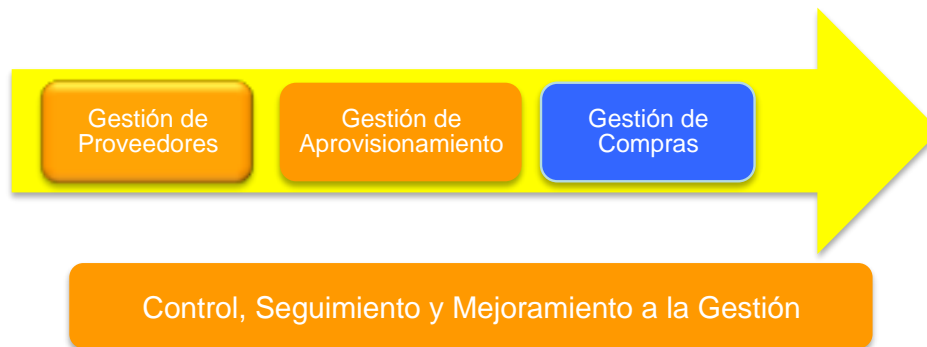 Gestión de
Proveedores
Gestión de
Aprovisionamiento
Gestión de
Compras
Control, Seguimiento y Mejoramiento a la Gestión